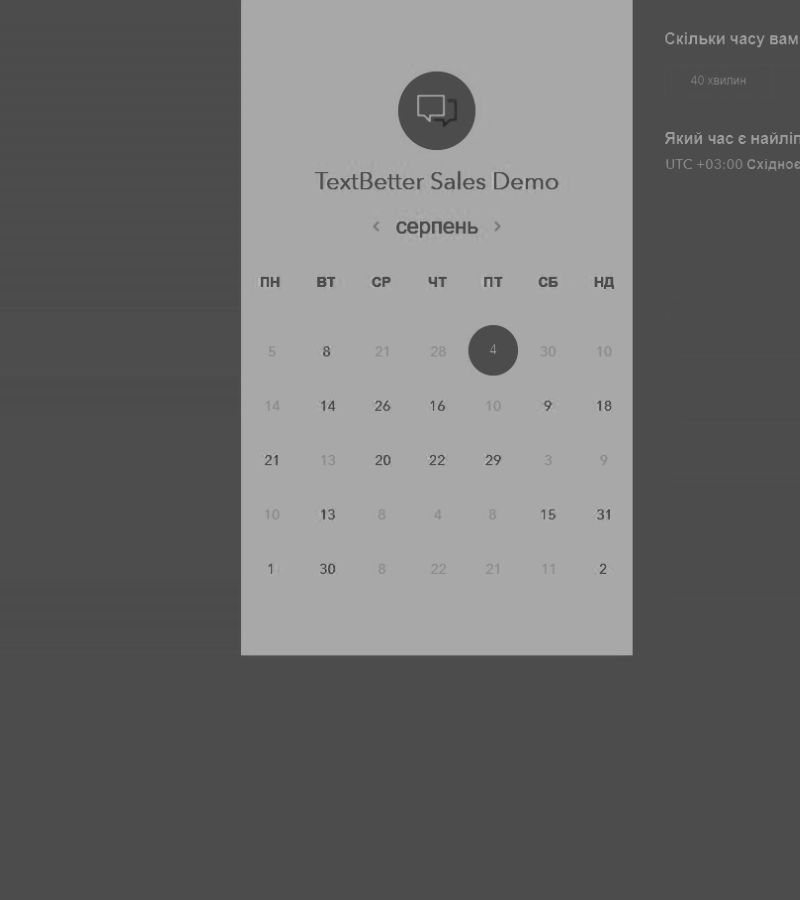 TextBetter Sales Demo
серпень
ПН ВТ СР ЧТ ПТ СБ НД
5 8 21 28 4 30 10
14 14 26 16 10 9 18
21 13 20 22 29 3 9
10 13 8 4 8 15 31
1 30 8 22 21 11 2
Скільки часу вам
40 хвилин
Який час є найліп
UTC +03:00 Східноє